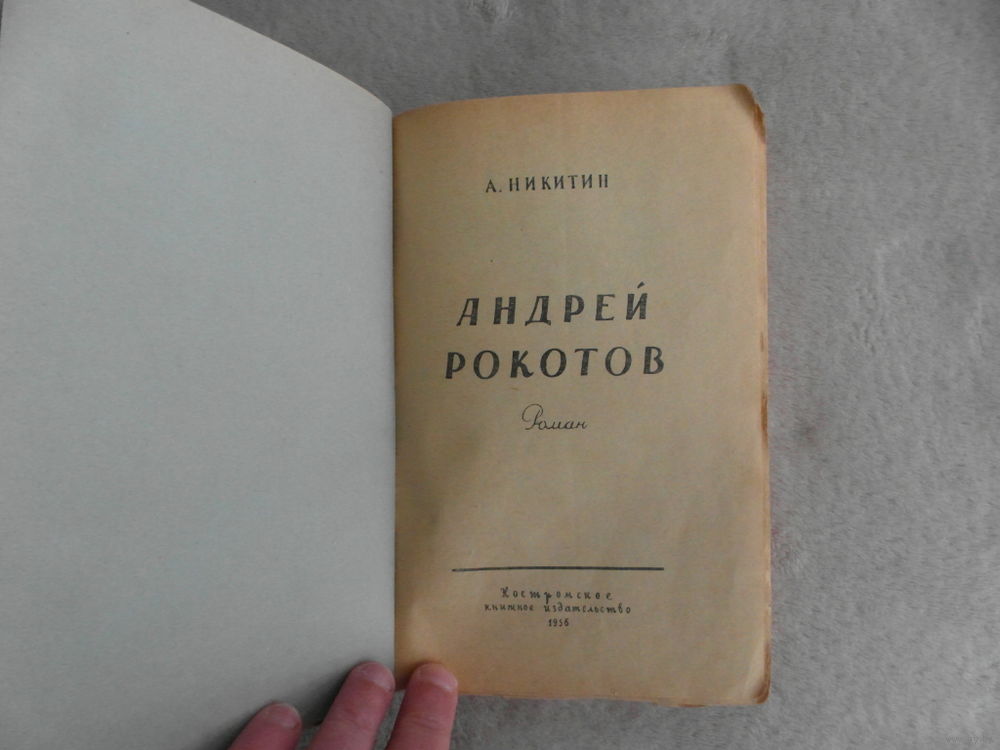 А. НИКИТИН
АНДРЕЙ
РОКОТОВ
Роман
Костромское
книжное издательство
1956